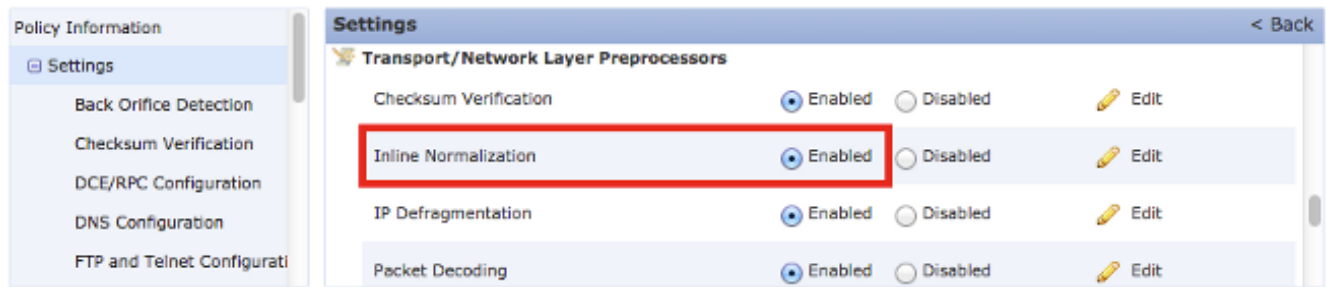 Policy Information
Settings
Back Orifice Detection
Checksum Verification
DCE/RPC Configuration
DNS Configuration
FTP and Telnet Configurati
Settings < Back
Transport/Network Layer Preprocessors
Checksum Verification Enabled Disabled Edit
Inline Normalization Enabled Disabled Edit
IP Defragmentation Enabled Disabled Edit
Packet Decoding Enabled Disabled Edit